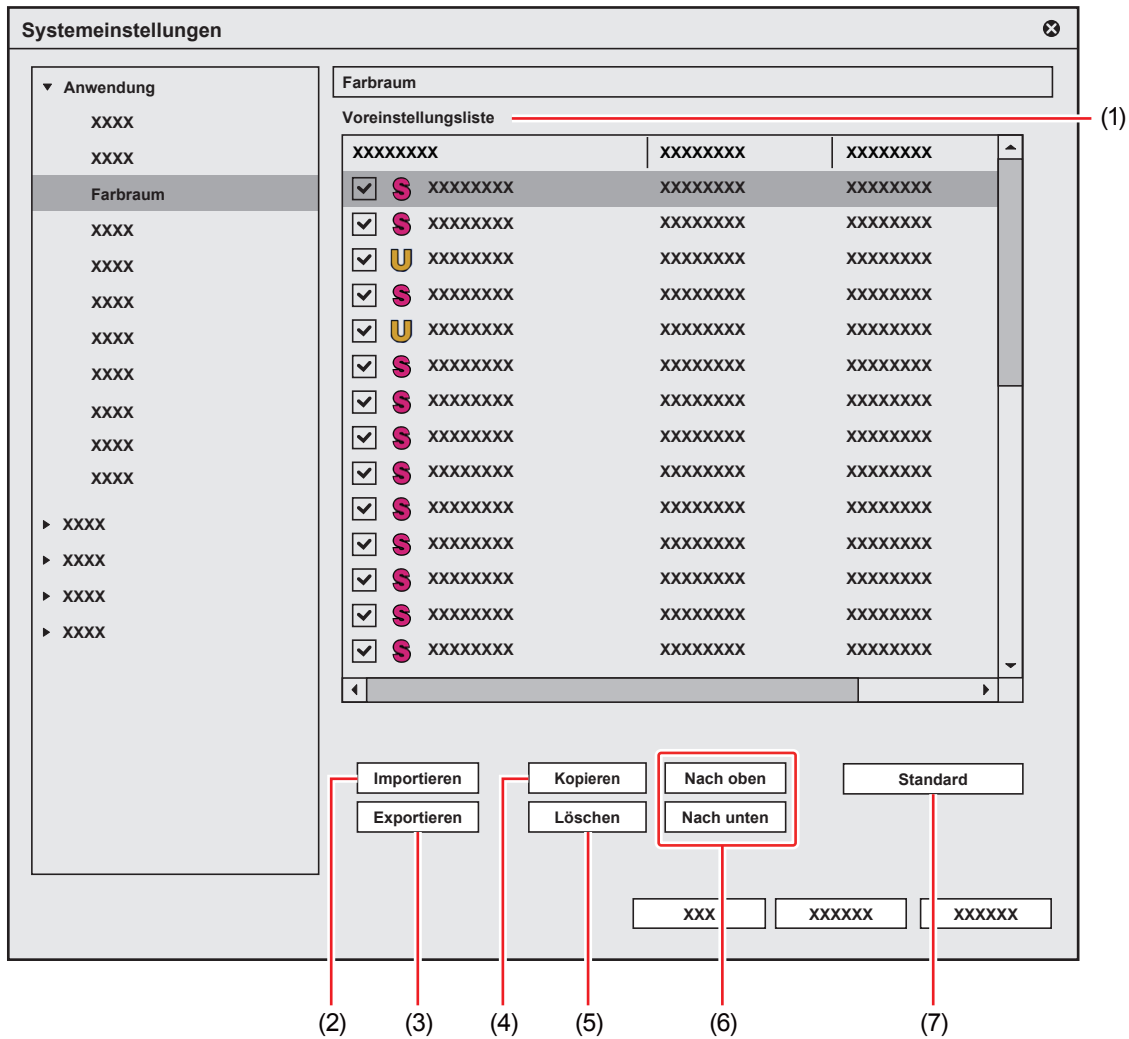 Systemeinstellungen
Anwendung
XXXX
XXXX
Farbraum
XXXX
XXXX
XXXX
XXXX
XXXX
XXXX
XXXX
XXXX
XXXX
XXXX
XXXX
XXXX
Farbraum
Voreinstellungsliste
(1)
XXXXXXXX XXXXXXXX XXXXXXXX
S XXXXXXXX XXXXXXXX XXXXXXXX
S XXXXXXXX XXXXXXXX XXXXXXXX
U XXXXXXXX XXXXXXXX XXXXXXXX
S XXXXXXXX XXXXXXXX XXXXXXXX
U XXXXXXXX XXXXXXXX XXXXXXXX
S XXXXXXXX XXXXXXXX XXXXXXXX
S XXXXXXXX XXXXXXXX XXXXXXXX
S XXXXXXXX XXXXXXXX XXXXXXXX
S XXXXXXXX XXXXXXXX XXXXXXXX
S XXXXXXXX XXXXXXXX XXXXXXXX
S XXXXXXXX XXXXXXXX XXXXXXXX
S XXXXXXXX XXXXXXXX XXXXXXXX
S XXXXXXXX XXXXXXXX XXXXXXXX
S XXXXXXXX XXXXXXXX XXXXXXXX
Importieren Kopieren Nach oben Standard
Exportieren Löschen Nach unten
XXX XXXXXX XXXXXX
(2) (3) (4) (5) (6) (7)